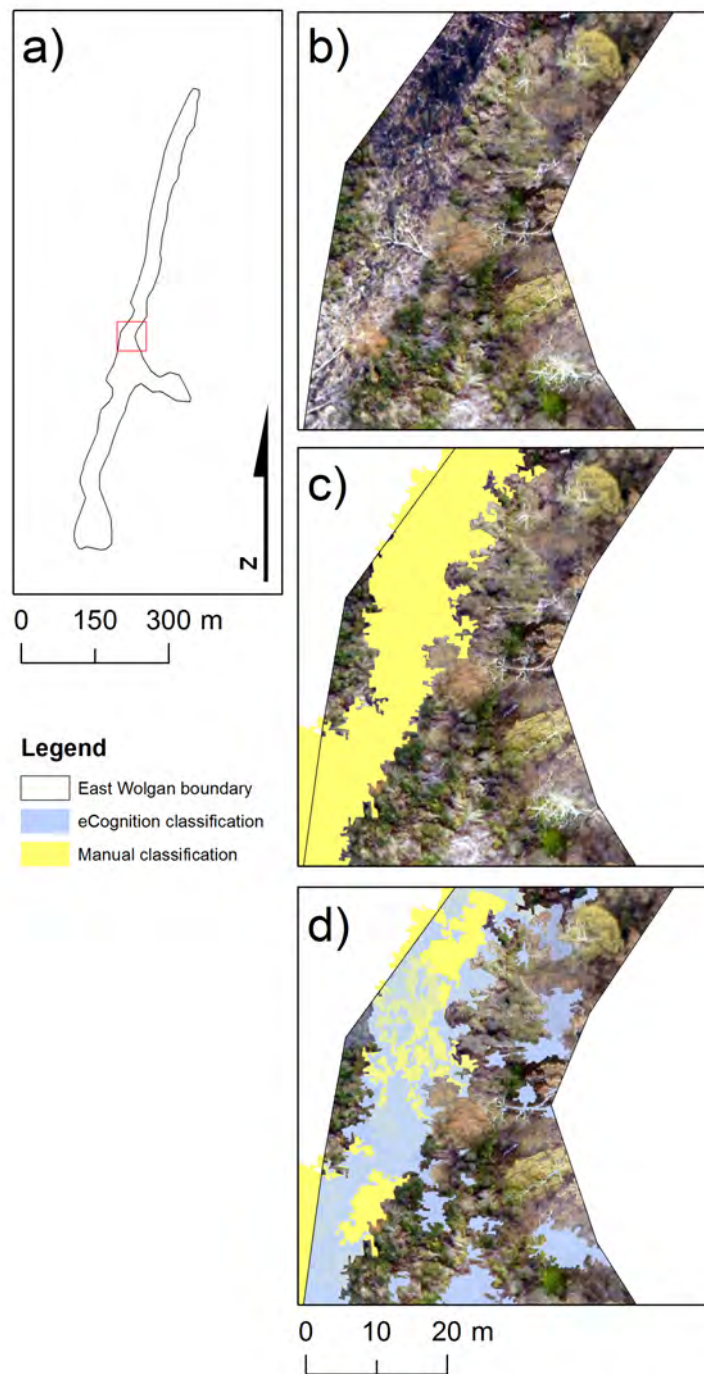 a)
b)
N
0 150 300 m
c)
Legend
East Wolgan boundary
eCognition classification
Manual classification
d)
0 10 20 m